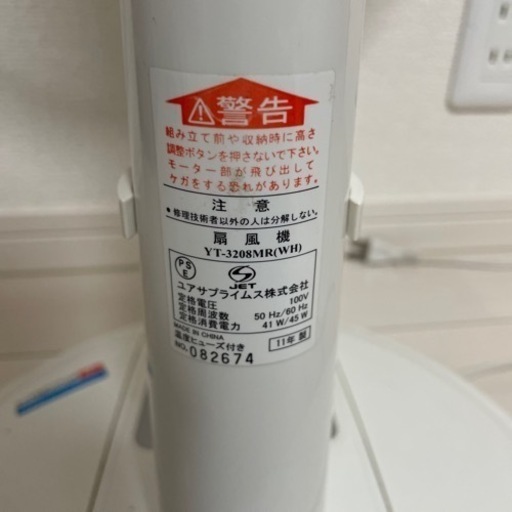 警告
組み立て前や収納時に高さ
調整ボタンを押さないで下さい。
モーター部が飛び出して
ケガをする恐れがあります。
注意
●修理技術者以外の人は分解しない。
扇風機
YT-3208MR(WH)
PSE JET
ユアサプライムス株式会社
定格電圧 100V
定格周波数 50 Hz/60 Hz
定格消費電力 41 W/45 W
MADE IN CHINA
温度ヒューズ付き 11年製
NO. 082674